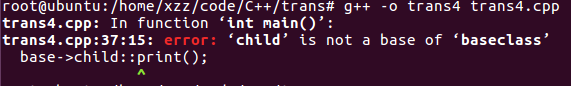 root@ubuntu:/home/xzz/code/C++/trans# g++ -o trans4 trans4.cpp
trans4.cpp: In function ‘int main()’:
trans4.cpp:37:15: error: ‘child’ is not a base of ‘baseclass’
base->child::print();
^